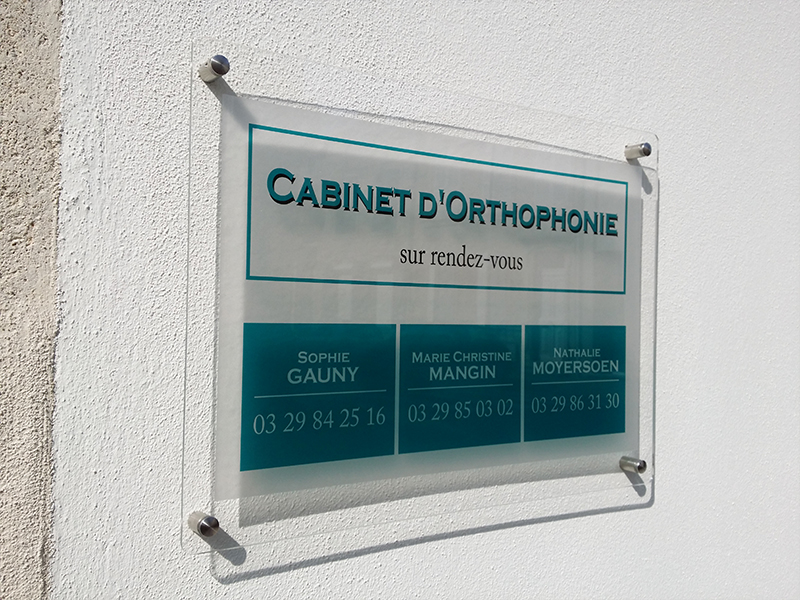 CABINET D'ORTHOPHONIE
sur rendez-vous
SOPHIE
GAUNY
03 29 84 25 16
MARIE CHRISTINE
MANGIN
03 29 85 03 02
NATHALIE
MOYERSOEN
03 29 86 31 30